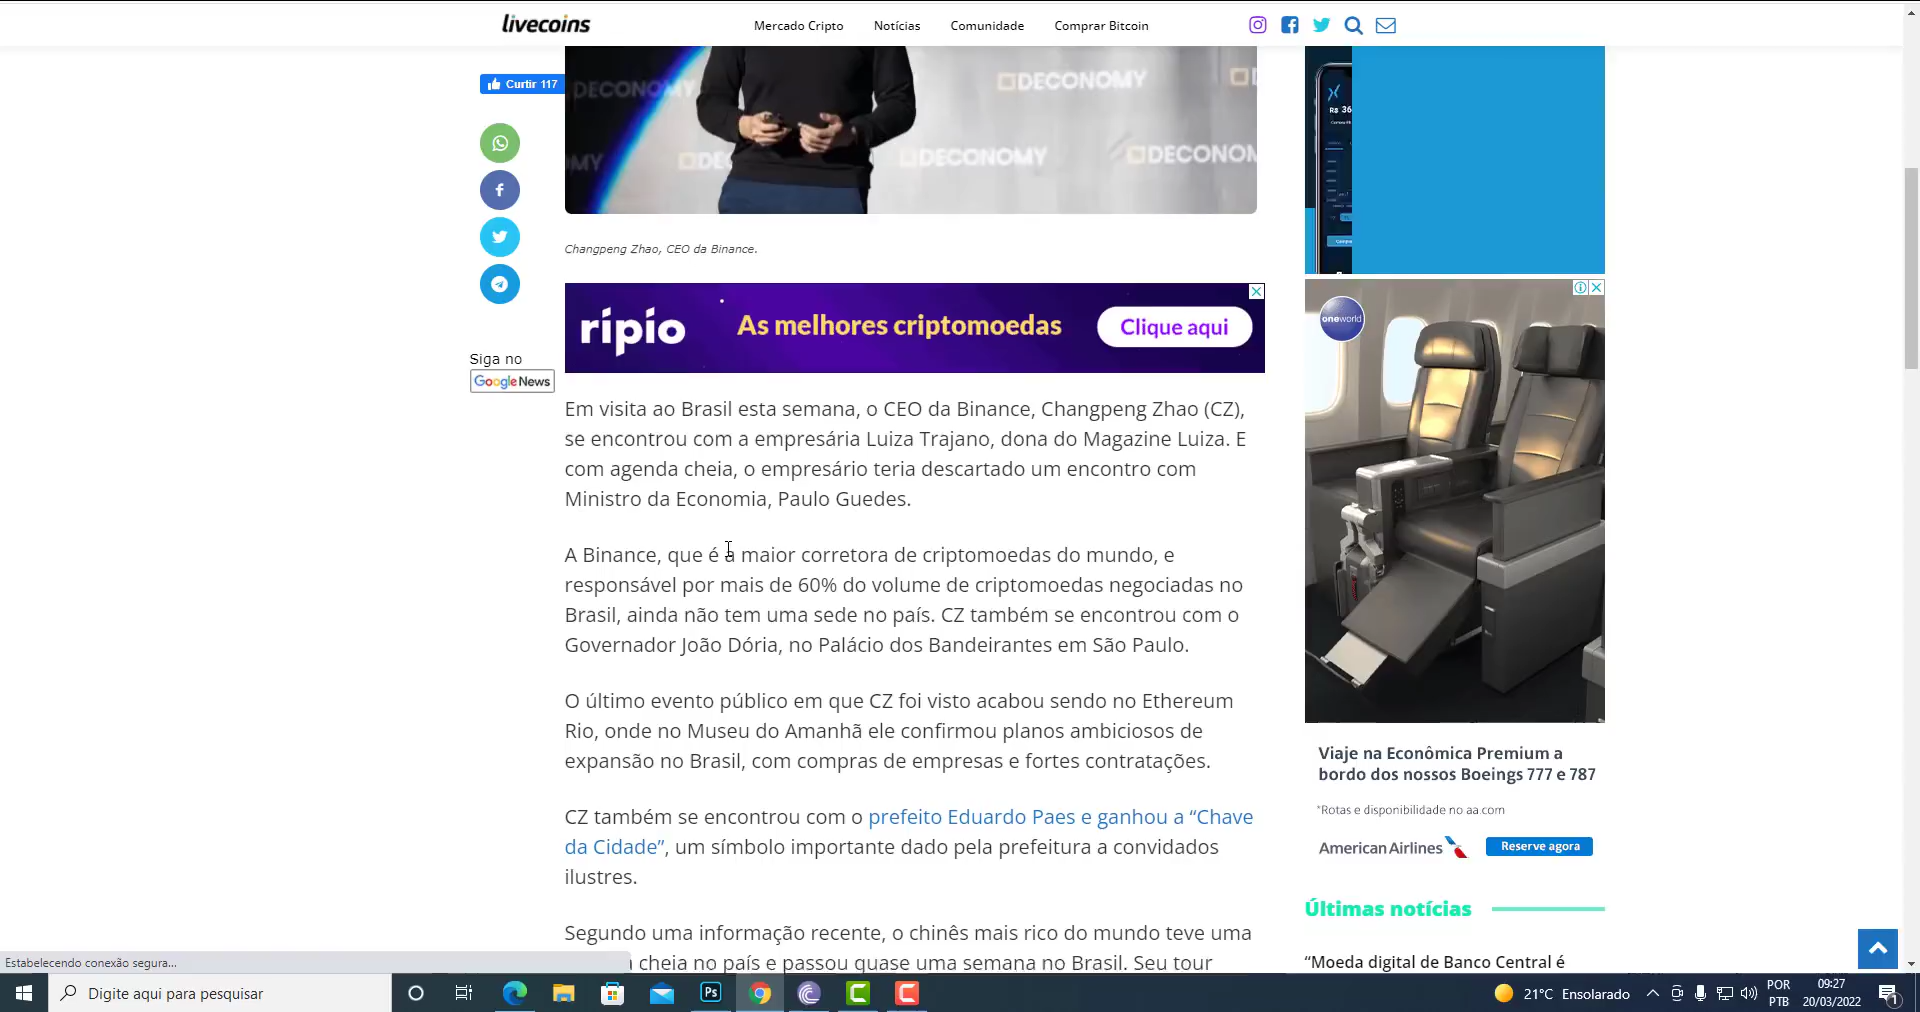 livecoins
Mercado Cripto
Notícias
Comunidade
Comprar Bitcoin
Curtir 117
DECONOMY
DECONOMY
DECONOMY
DECONOMY
DECONOM
Changpeng Zhao, CEO da Binance.
ripio
As melhores criptomoedas
Clique aqui
Siga no
Google News
Em visita ao Brasil esta semana, o CEO da Binance, Changpeng Zhao (CZ),
se encontrou com a empresária Luiza Trajano, dona do Magazine Luiza. E
com agenda cheia, o empresário teria descartado um encontro com
Ministro da Economia, Paulo Guedes.
A Binance, que é a maior corretora de criptomoedas do mundo, e
responsável por mais de 60% do volume de criptomoedas negociadas no
Brasil, ainda não tem uma sede no país. CZ também se encontrou com o
Governador João Dória, no Palácio dos Bandeirantes em São Paulo.
O último evento público em que CZ foi visto acabou sendo no Ethereum
Rio, onde no Museu do Amanhã ele confirmou planos ambiciosos de
expansão no Brasil, com compras de empresas e fortes contratações.
CZ também se encontrou com o prefeito Eduardo Paes e ganhou a “Chave
da Cidade”, um símbolo importante dado pela prefeitura a convidados
ilustres.
Segundo uma informação recente, o chinês mais rico do mundo teve uma
cheia no país e passou quase uma semana no Brasil. Seu tour
R$ 36
oneworld
Viaje na Econômica Premium a
bordo dos nossos Boeings 777 e 787
*Rotas e disponibilidade no aa.com
American Airlines
Reserve agora
Últimas notícias
“Moeda digital de Banco Central é
Estabelecendo conexão segura...
Digite aqui para pesquisar
Ps
21°C Ensolarado
POR
PTB
09:27
20/03/2022
1